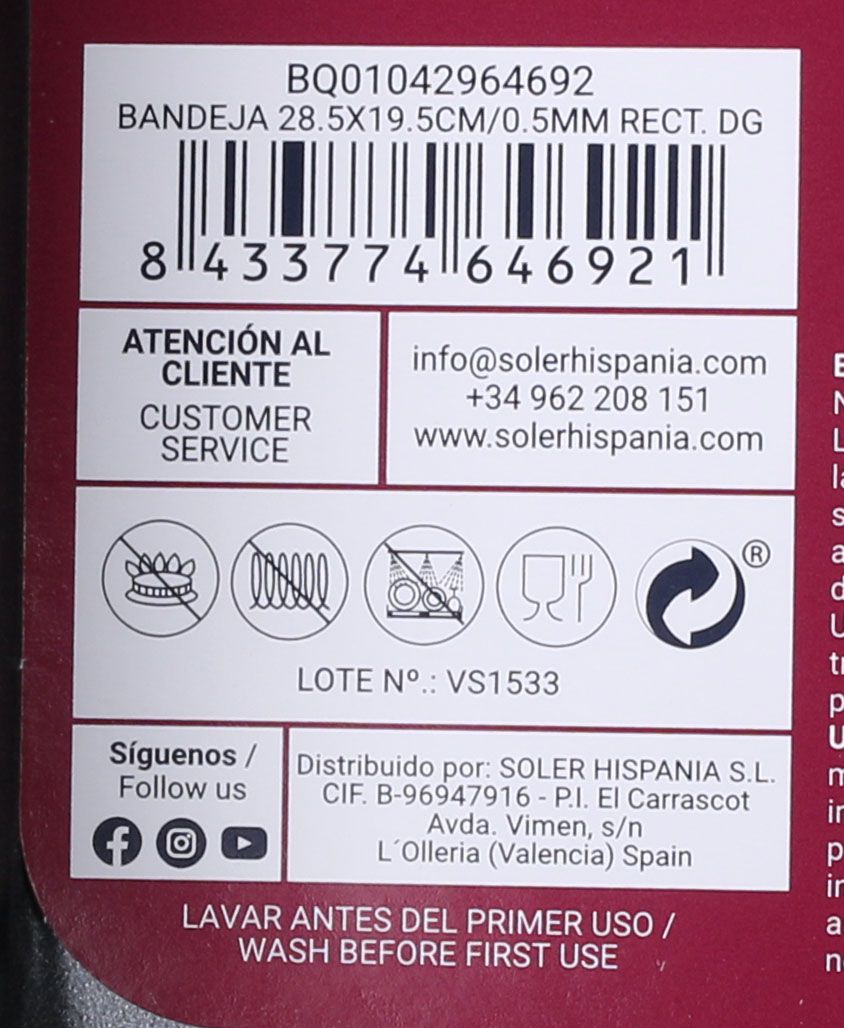 BQ01042964692
BANDEJA 28.5X19.5CM/0.5MM RECT. DG
8 433774 646921
ATENCIÓN AL
CLIENTE
CUSTOMER
SERVICE
info@solerhispania.com
+34 962 208 151
www.solerhispania.com
®
LOTE Nº.: VS1533
Síguenos /
Follow us
Distribuido por: SOLER HISPANIA S.L.
CIF. B-96947916 - P.I. El Carrascot
Avda. Vimen, s/n
L´Olleria (Valencia) Spain
LAVAR ANTES DEL PRIMER USO /
WASH BEFORE FIRST USE